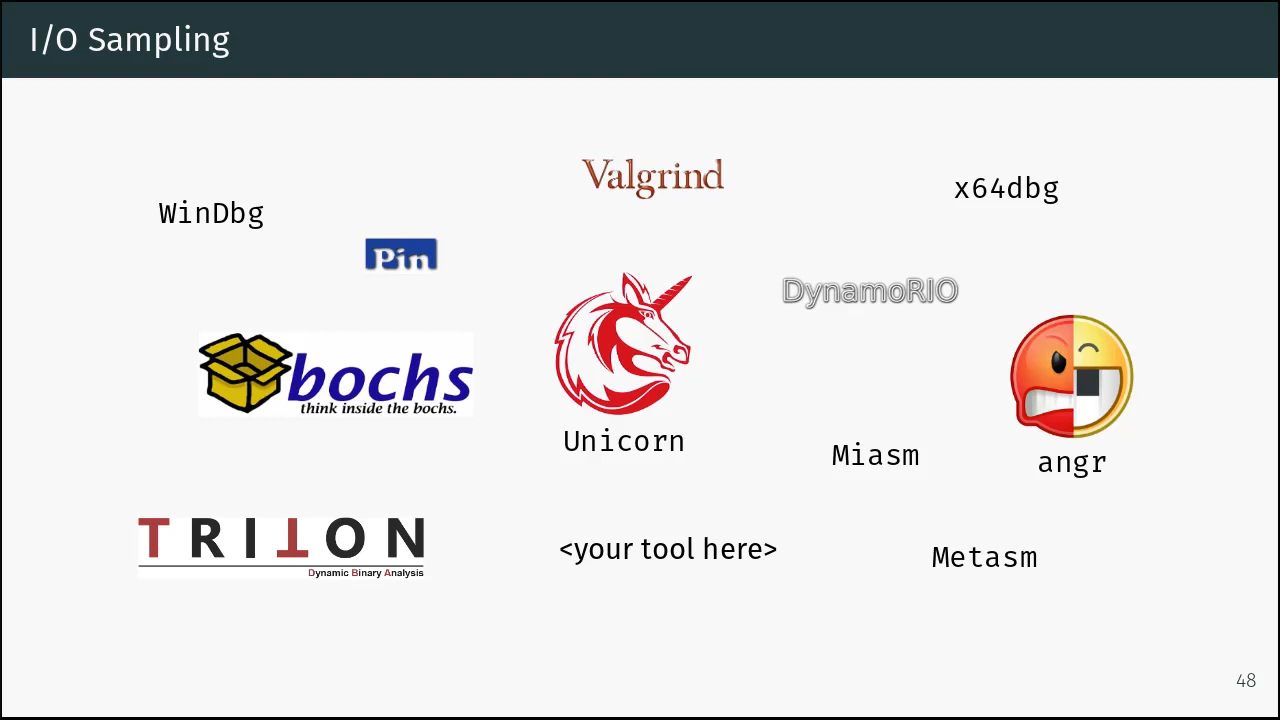 I/O Sampling
Valgrind
x64dbg
WinDbg
Pin
DynamoRIO
bochs
think inside the bochs.
Unicorn
Miasm
angr
TRITON
Dynamic Binary Analysis
<your tool here>
Metasm
48